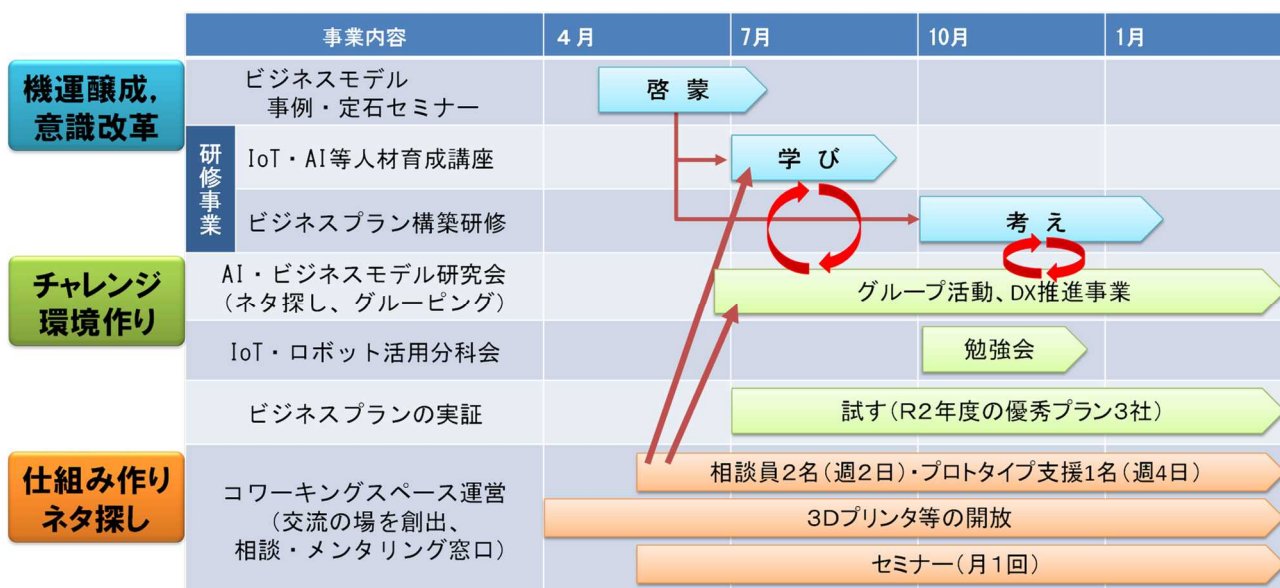 事業内容
４月
7月
10月
1月
機運醸成，
意識改革
ビジネスモデル
事例・定石セミナー
啓 蒙
研修事業
IoT・AI等人材育成講座
学 び
ビジネスプラン構築研修
考 え
チャレンジ
環境作り
AI・ビジネスモデル研究会
（ネタ探し、グルーピング）
グループ活動、DX推進事業
IoT・ロボット活用分科会
勉強会
ビジネスプランの実証
試す（R２年度の優秀プラン３社）
仕組み作り
ネタ探し
コワーキングスペース運営
（交流の場を創出、
相談・メンタリング窓口）
相談員2名（週２日）・プロトタイプ支援1名（週４日）
３Dプリンタ等の開放
セミナー（月１回）